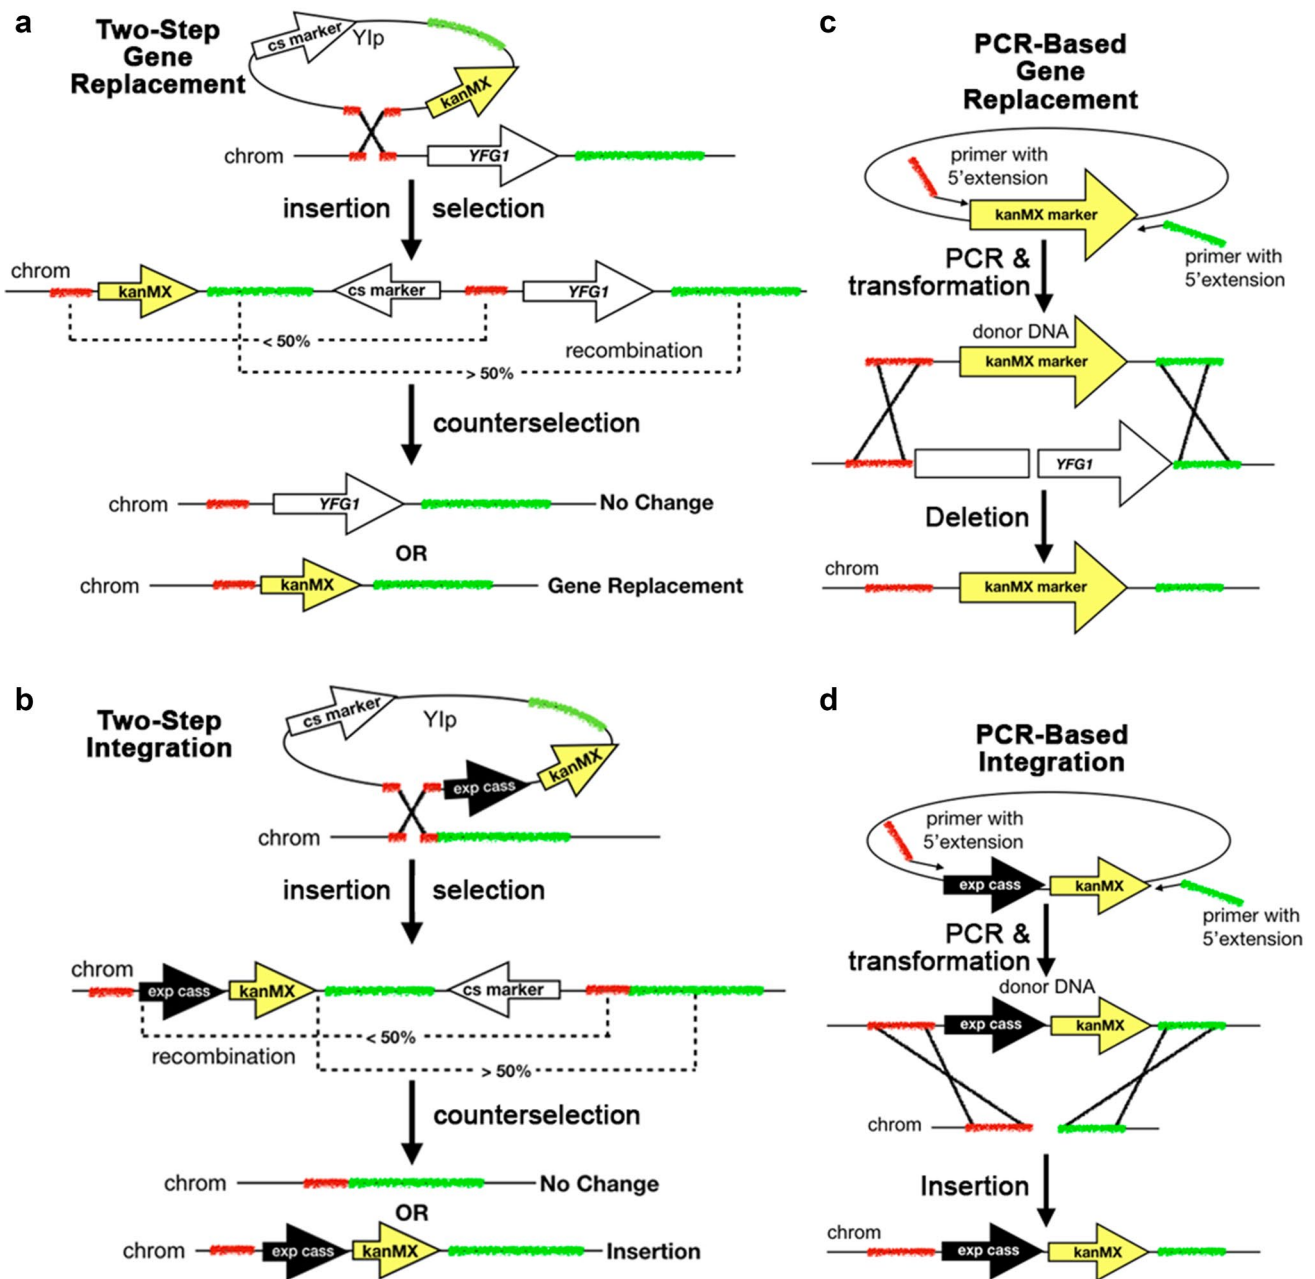 a
Two-Step
Gene
Replacement
cs marker
YIp
kanMX
chrom
YFG1
insertion
selection
chrom
kanMX
cs marker
YFG1
< 50%
recombination
> 50%
counterselection
chrom
YFG1
No Change
OR
chrom
kanMX
Gene Replacement
b
Two-Step
Integration
cs marker
YIp
exp cass
kanMX
chrom
insertion
selection
chrom
exp cass
kanMX
cs marker
< 50%
recombination
> 50%
counterselection
chrom
No Change
OR
chrom
exp cass
kanMX
Insertion
c
PCR-Based
Gene
Replacement
primer with
5'extension
kanMX marker
primer with
5'extension
PCR &
transformation
donor DNA
kanMX marker
YFG1
Deletion
chrom
kanMX marker
d
PCR-Based
Integration
primer with
5'extension
exp cass
kanMX
primer with
5'extension
PCR &
transformation
donor DNA
exp cass
kanMX
chrom
Insertion
chrom
exp cass
kanMX